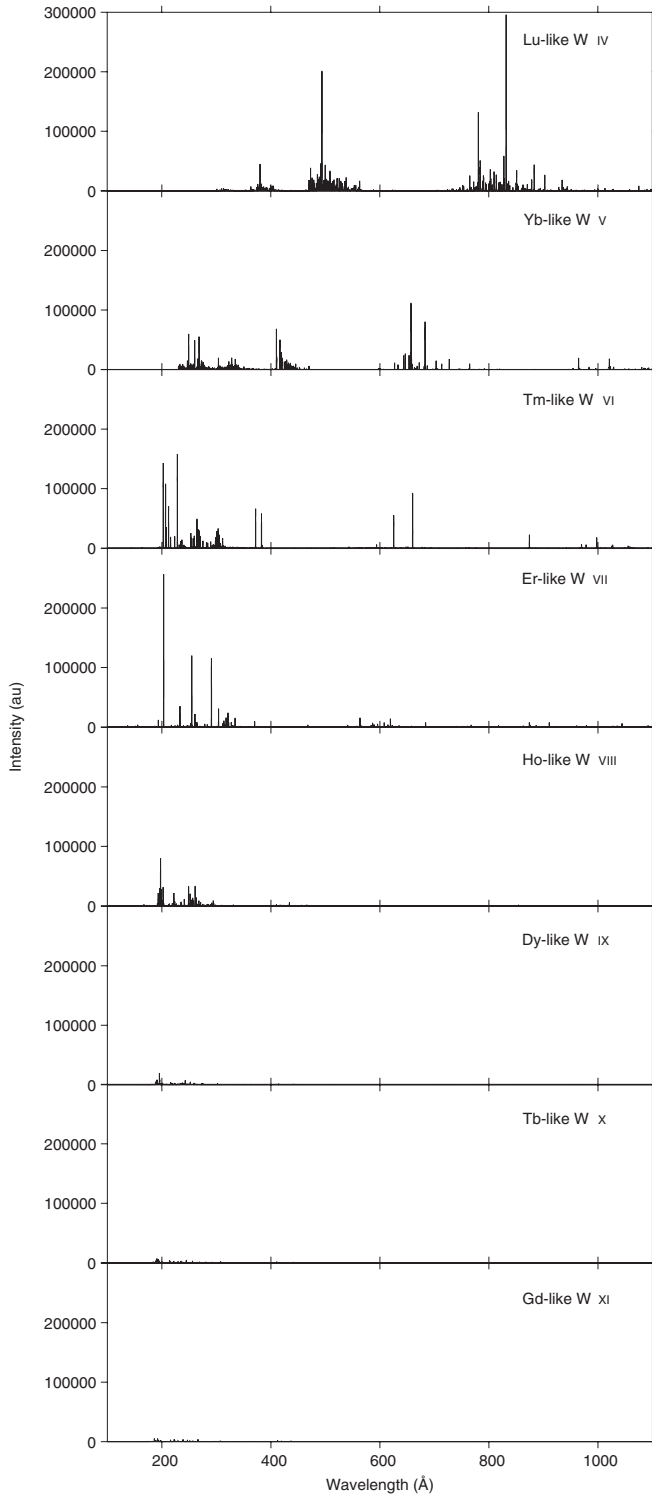 300000
200000
100000
0
Lu-like W IV
200000
100000
0
Yb-like W V
200000
100000
0
Tm-like W VI
200000
100000
0
Er-like W VII
200000
100000
0
Ho-like W VIII
200000
100000
0
Dy-like W IX
200000
100000
0
Tb-like W X
200000
100000
0
Gd-like W XI
200 400 600 800 1000
Wavelength (Å)
Intensity (au)